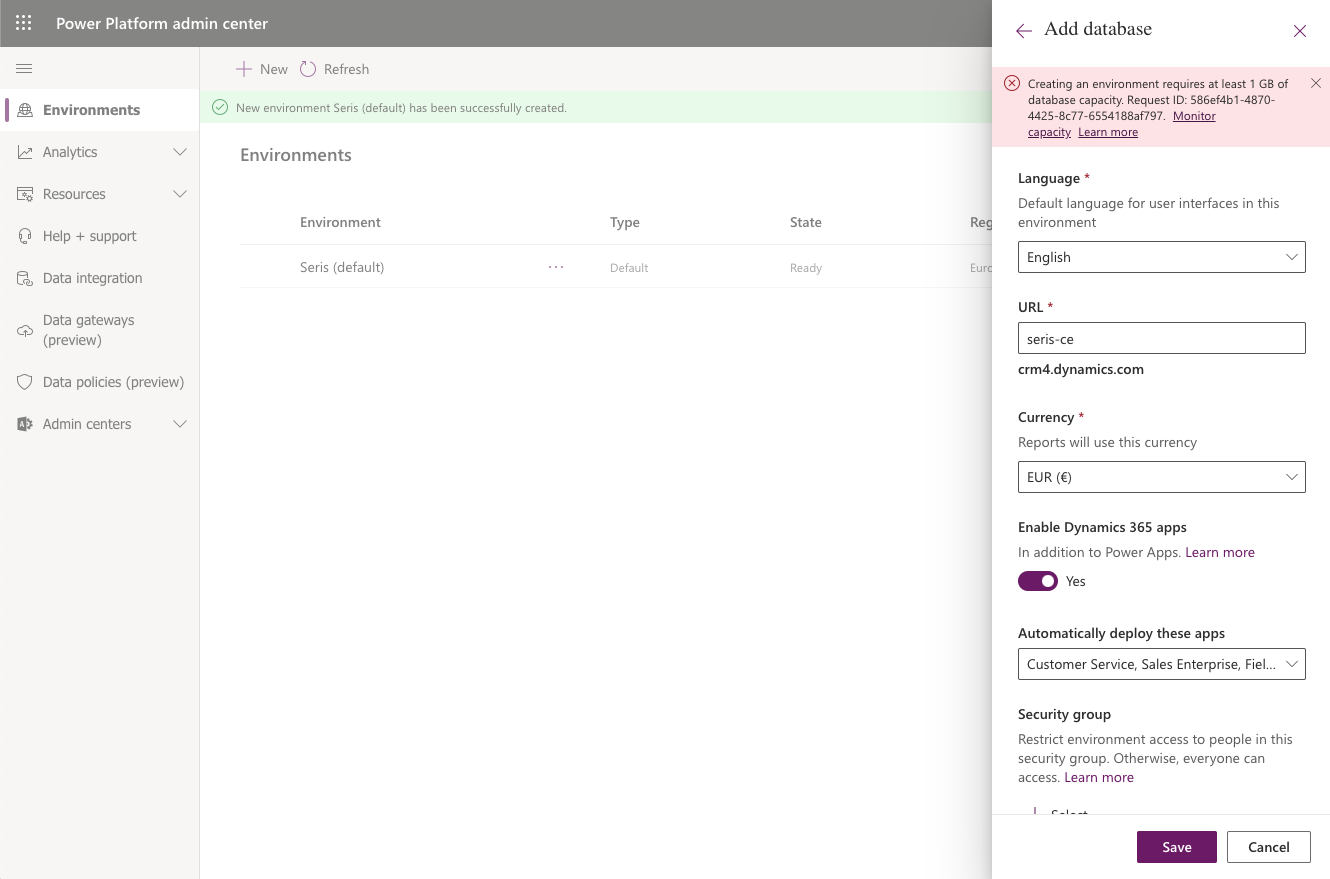 Power Platform admin center
New
Refresh
New environment Seris (default) has been successfully created.
Environments
Analytics
Resources
Help + support
Data integration
Data gateways
(preview)
Data policies (preview)
Admin centers
Environments
Environment
Type
State
Reg
Seris (default)
...
Default
Ready
Euro
Add database
Creating an environment requires at least 1 GB of
database capacity. Request ID: 586ef4b1-4870-
4425-8c77-6554188af797. Monitor
capacity Learn more
Language *
Default language for user interfaces in this
environment
English
URL *
seris-ce
crm4.dynamics.com
Currency *
Reports will use this currency
EUR (€)
Enable Dynamics 365 apps
In addition to Power Apps. Learn more
Yes
Automatically deploy these apps
Customer Service, Sales Enterprise, Fiel...
Security group
Restrict environment access to people in this
security group. Otherwise, everyone can
access. Learn more
Select
Save
Cancel